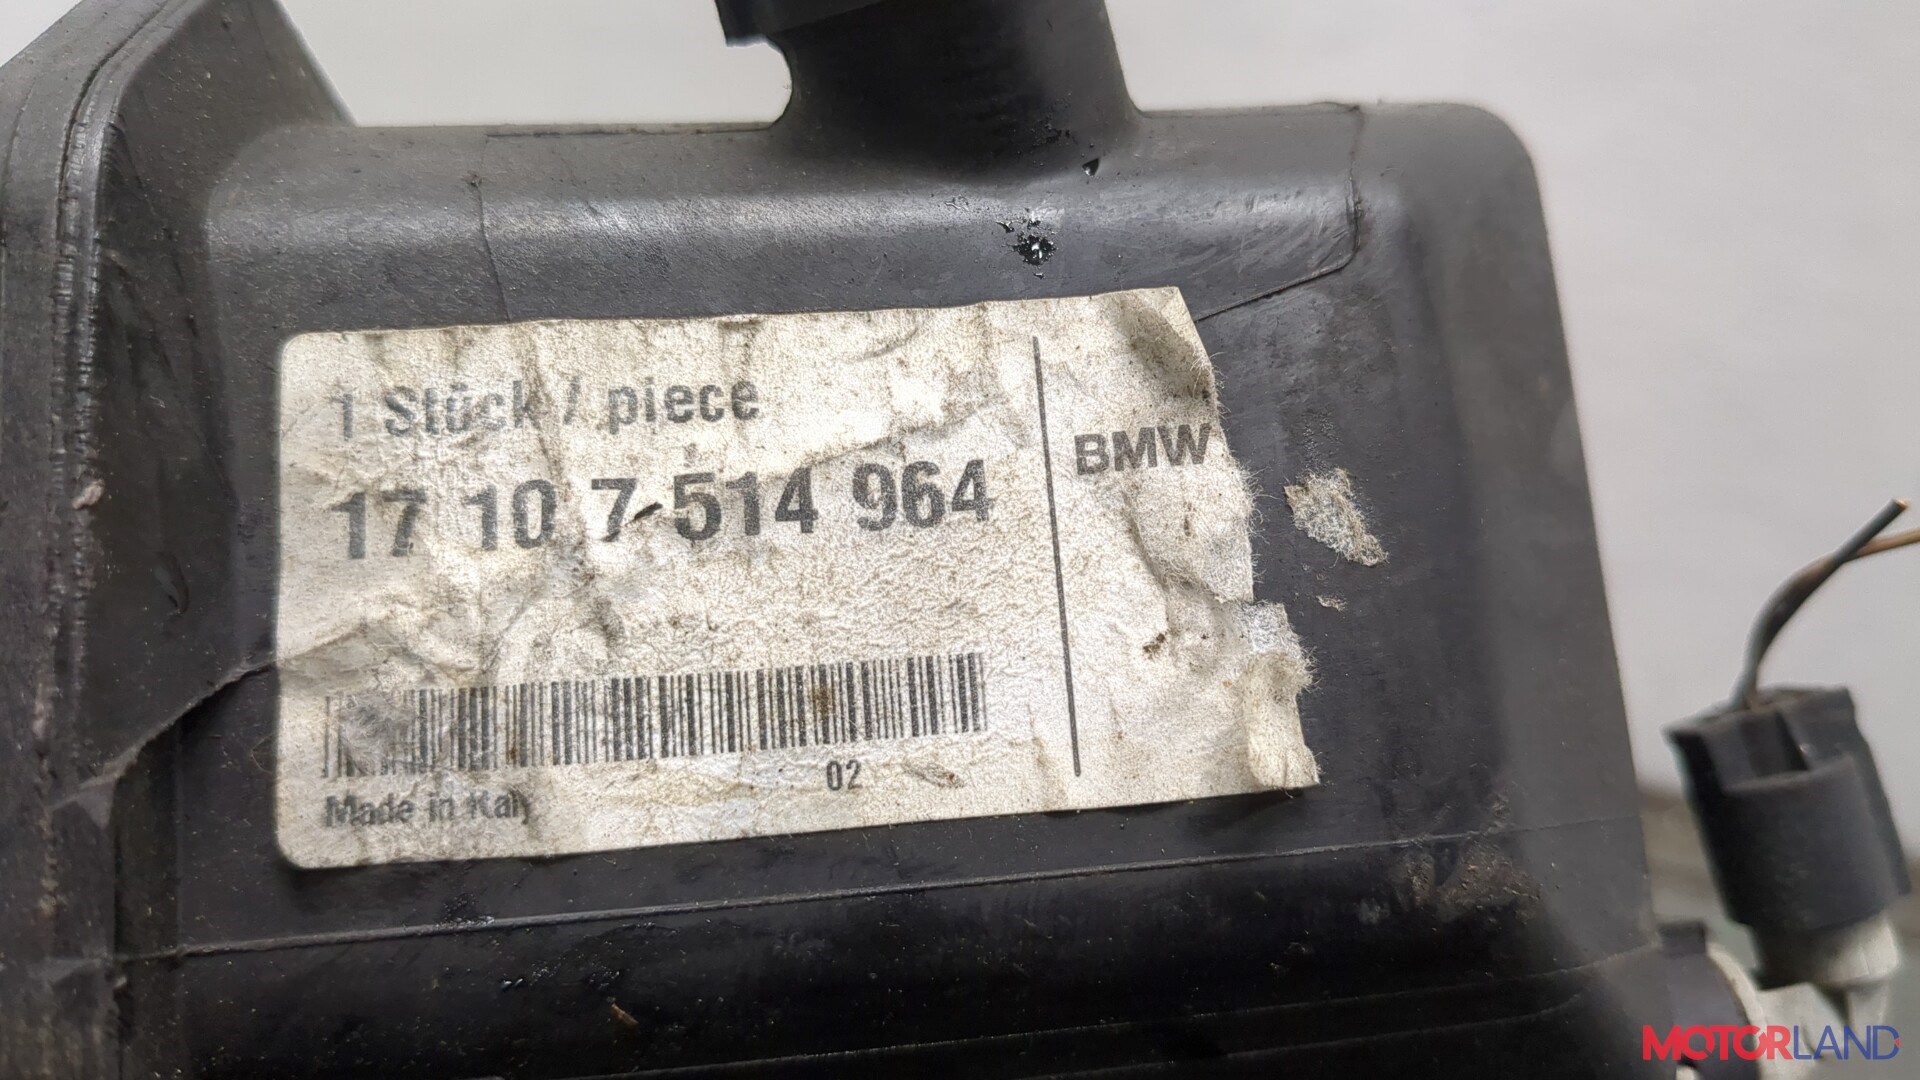 1 Stück / piece
17 10 7-514 964
BMW
02
Made in Italy
MOTORLAND